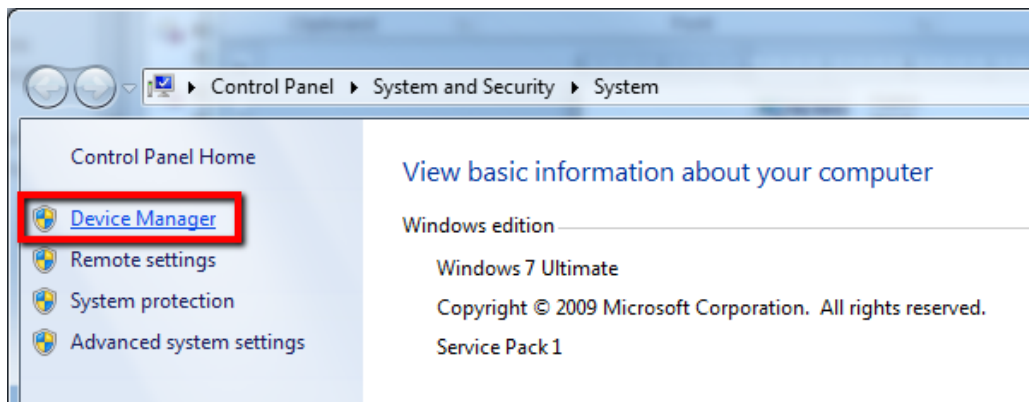 Control Panel ▸ System and Security ▸ System
Control Panel Home
Device Manager
Remote settings
System protection
Advanced system settings
View basic information about your computer
Windows edition
Windows 7 Ultimate
Copyright © 2009 Microsoft Corporation. All rights reserved.
Service Pack 1